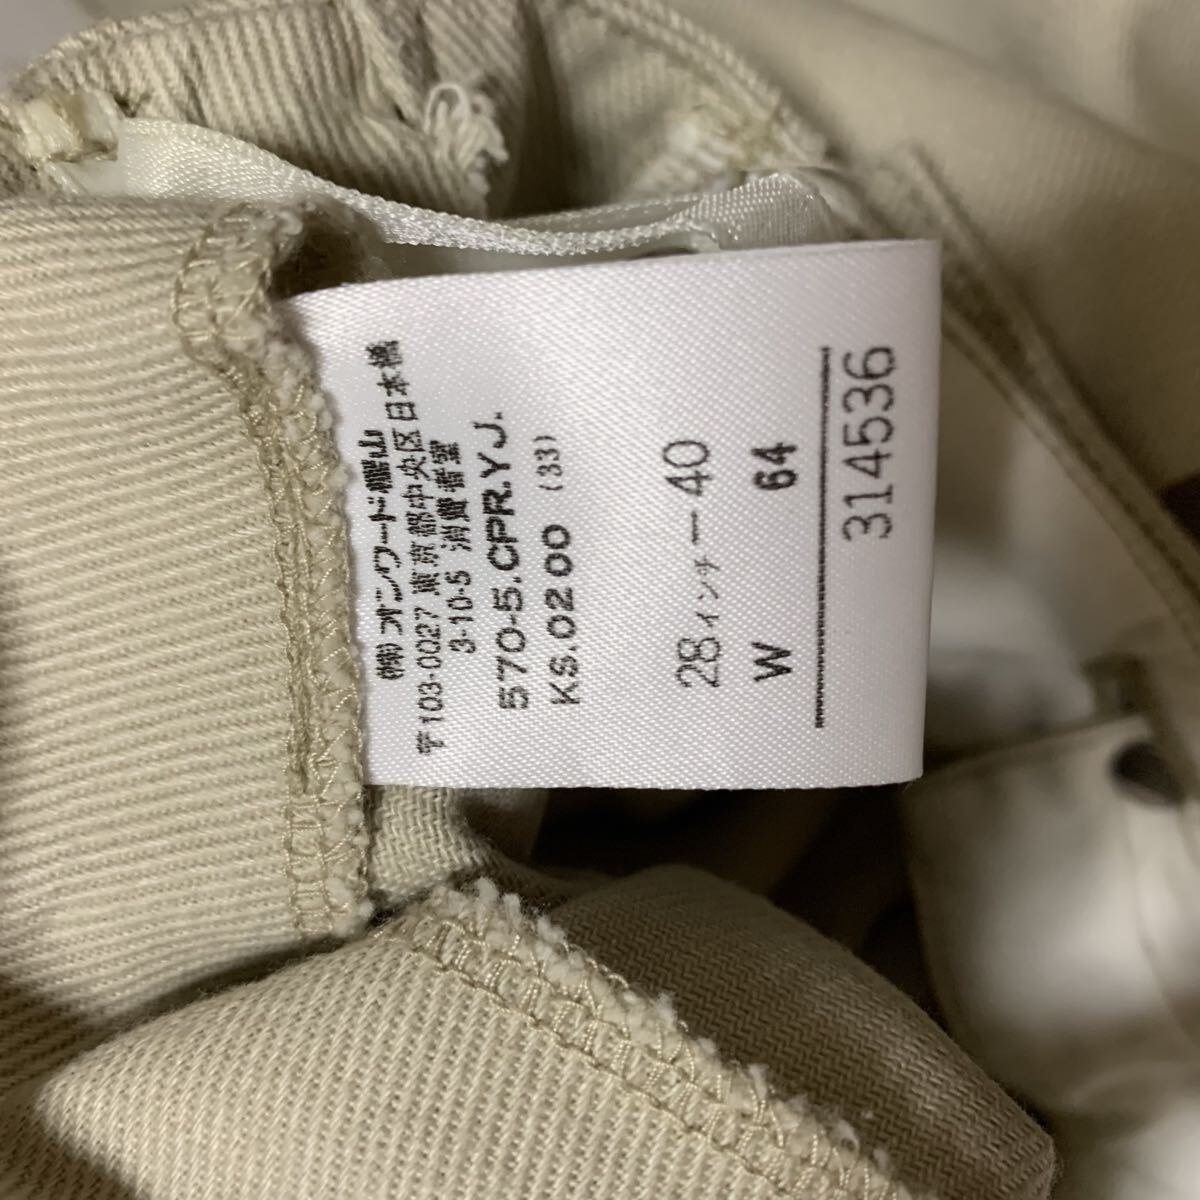 ㈱オンワード樫山
〒103-0027 東京都中央区日本橋
3-10-5 消費者室
570-5.CPR.YJ.
KS.0200 (33)
28インチ-40
W 64
314536